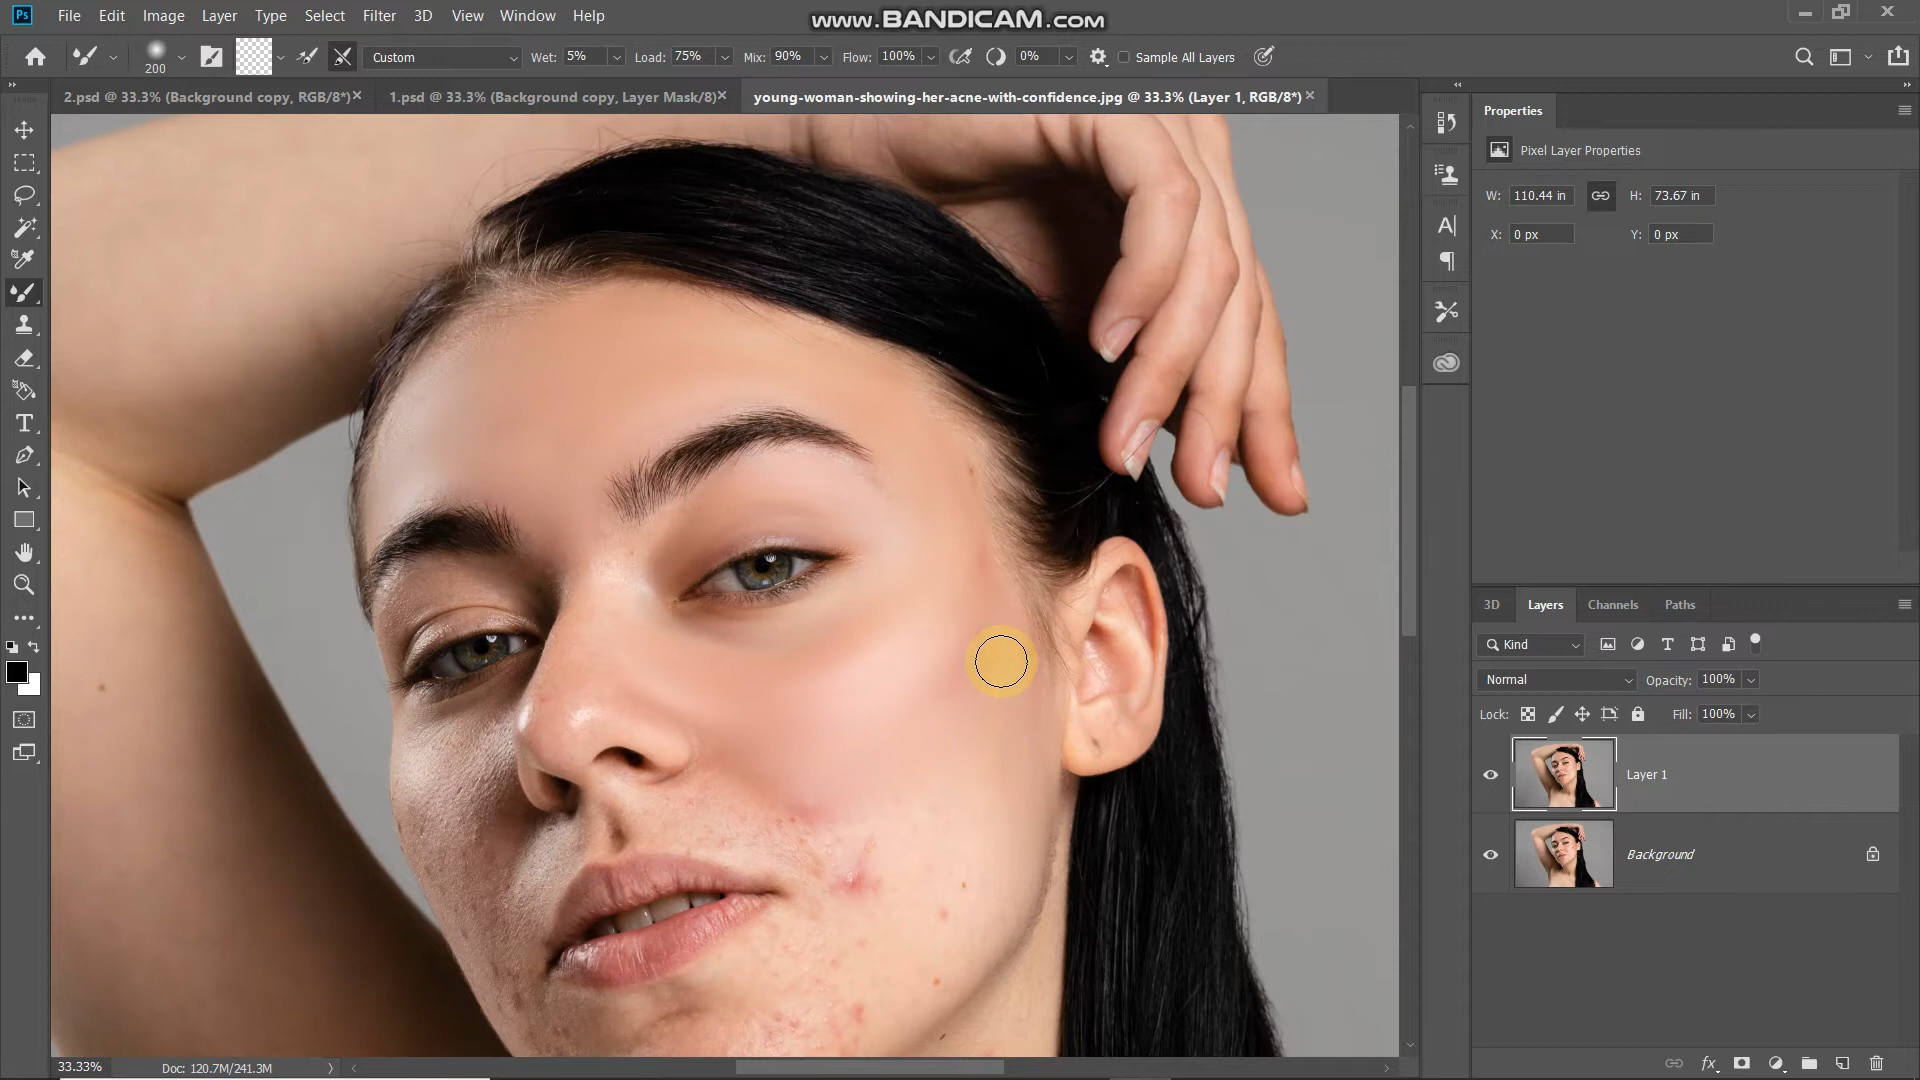 Ps File Edit Image Layer Type Select Filter 3D View Window Help
www.BANDICAM.com
200 Custom Wet: 5% Load: 75% Mix: 90% Flow: 100% 0% Sample All Layers
2.psd @ 33.3% (Background copy, RGB/8*) 1.psd @ 33.3% (Background copy, Layer Mask/8) young-woman-showing-her-acne-with-confidence.jpg @ 33.3% (Layer 1, RGB/8*)
Properties
Pixel Layer Properties
W: 110.44 in H: 73.67 in
X: 0 px Y: 0 px
3D Layers Channels Paths
Kind
Normal Opacity: 100%
Lock: Fill: 100%
Layer 1
Background
33.33% Doc: 120.7M/241.3M